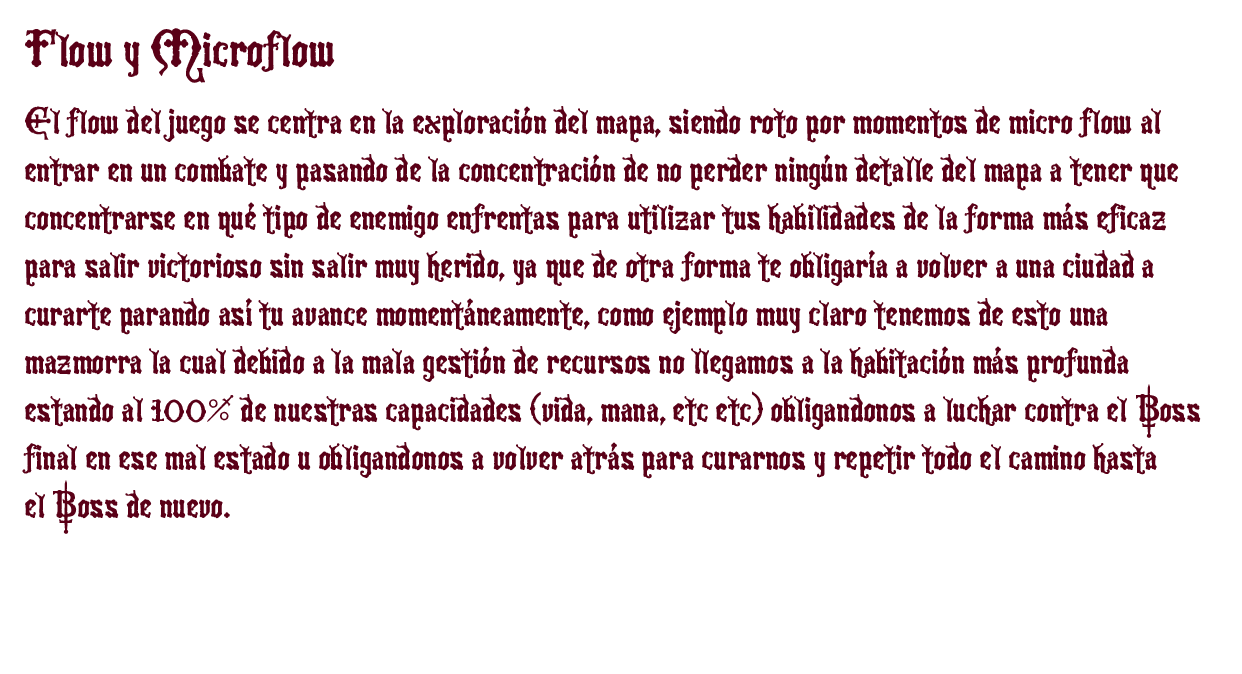 Flow y Microflow
El flow del juego se centra en la exploración del mapa, siendo roto por momentos de micro flow al
entrar en un combate y pasando de la concentración de no perder ningún detalle del mapa a tener que
concentrarse en qué tipo de enemigo enfrentas para utilizar tus habilidades de la forma más eficaz
para salir victorioso sin salir muy herido, ya que de otra forma te obligaría a volver a una ciudad a
curarte parando así tu avance momentáneamente, como ejemplo muy claro tenemos de esto una
mazmorra la cual debido a la mala gestión de recursos no llegamos a la habitación más profunda
estando al 100% de nuestras capacidades (vida, mana, etc etc) obligandonos a luchar contra el Boss
final en ese mal estado u obligandonos a volver atrás para curarnos y repetir todo el camino hasta
el Boss de nuevo.